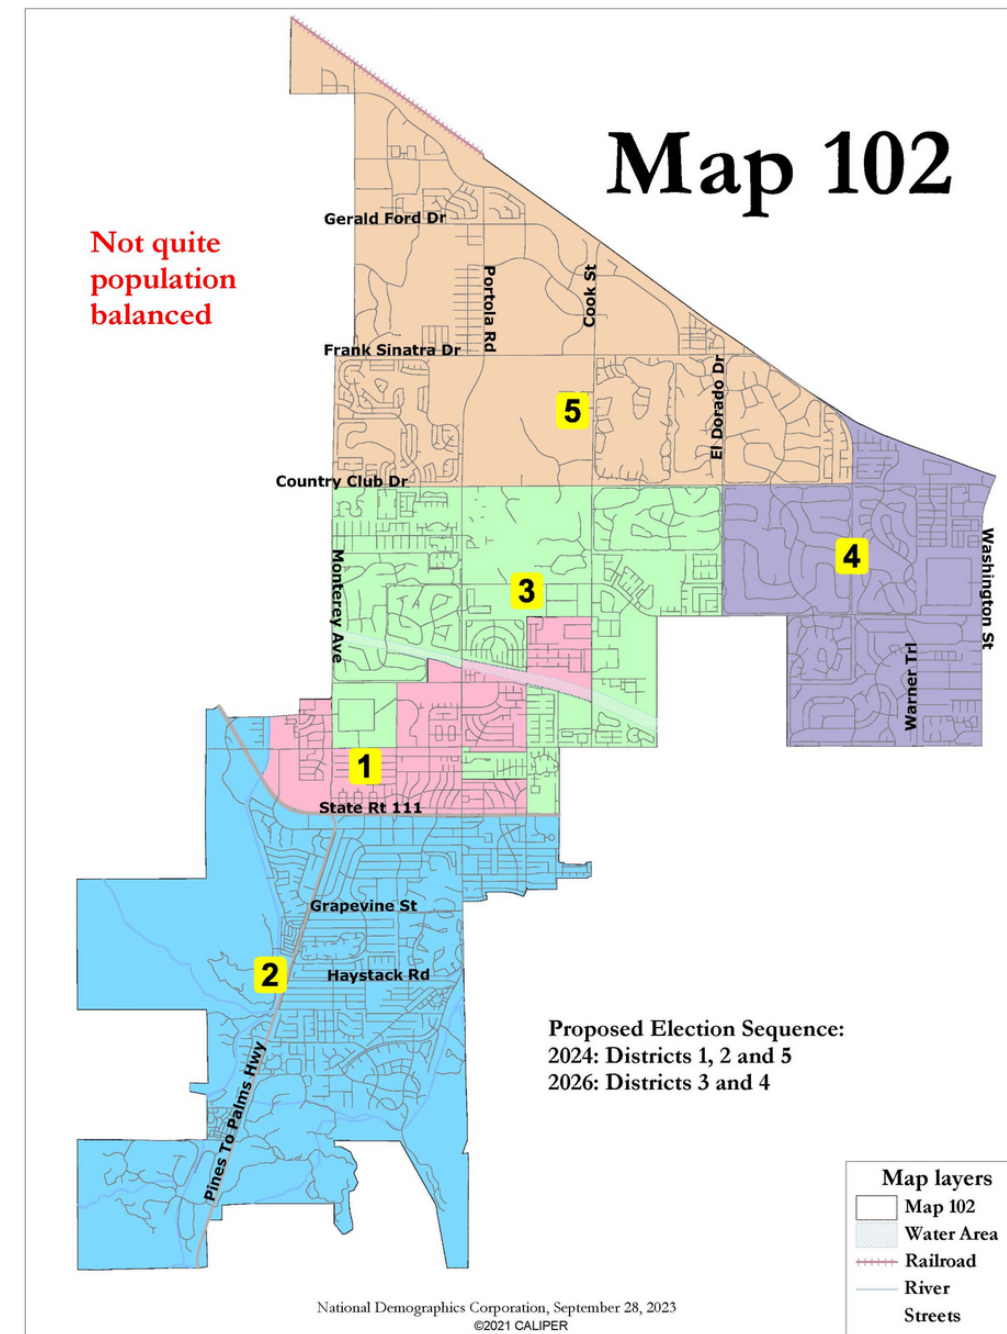 Map 102
Gerald Ford Dr
Not quite
population
balanced
Portola Rd
Cook St
Frank Sinatra Dr
El Dorado Dr
5
Country Club Dr
Monterey Ave
Washington St
4
3
Warner Trl
1
State Rt 111
Grapevine St
2
Haystack Rd
Pines To Palms Hwy
Proposed Election Sequence:
2024: Districts 1, 2 and 5
2026: Districts 3 and 4
Map layers
Map 102
Water Area
Railroad
River
Streets
National Demographics Corporation, September 28, 2023
©2021 CALIPER